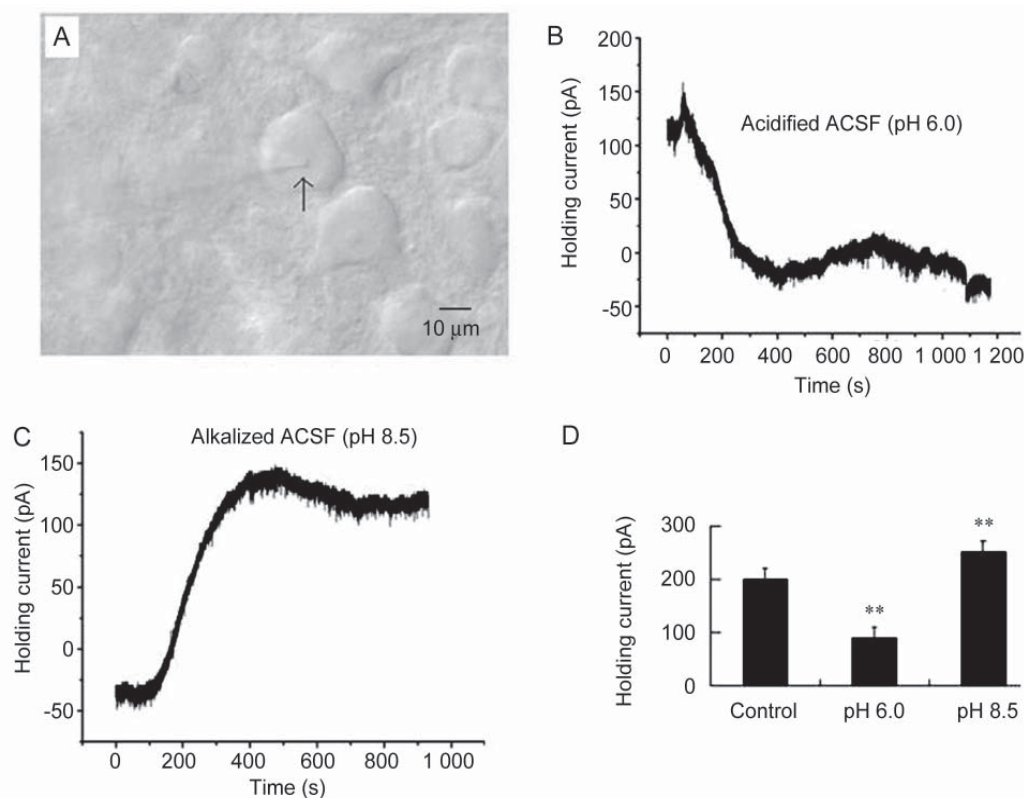 A
10 μm
B
Acidified ACSF (pH 6.0)
Holding current (pA)
200
150
100
50
0
-50
0 200 400 600 800 1 000 1 200
Time (s)
C
Alkalized ACSF (pH 8.5)
Holding current (pA)
150
100
50
0
-50
0 200 400 600 800 1 000
Time (s)
D
Holding current (pA)
300
200
100
0
**
**
Control pH 6.0 pH 8.5